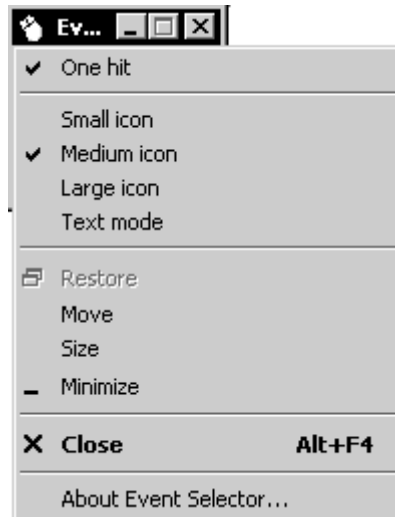 Ev...
One hit
Small icon
Medium icon
Large icon
Text mode
Restore
Move
Size
Minimize
Close Alt+F4
About Event Selector...